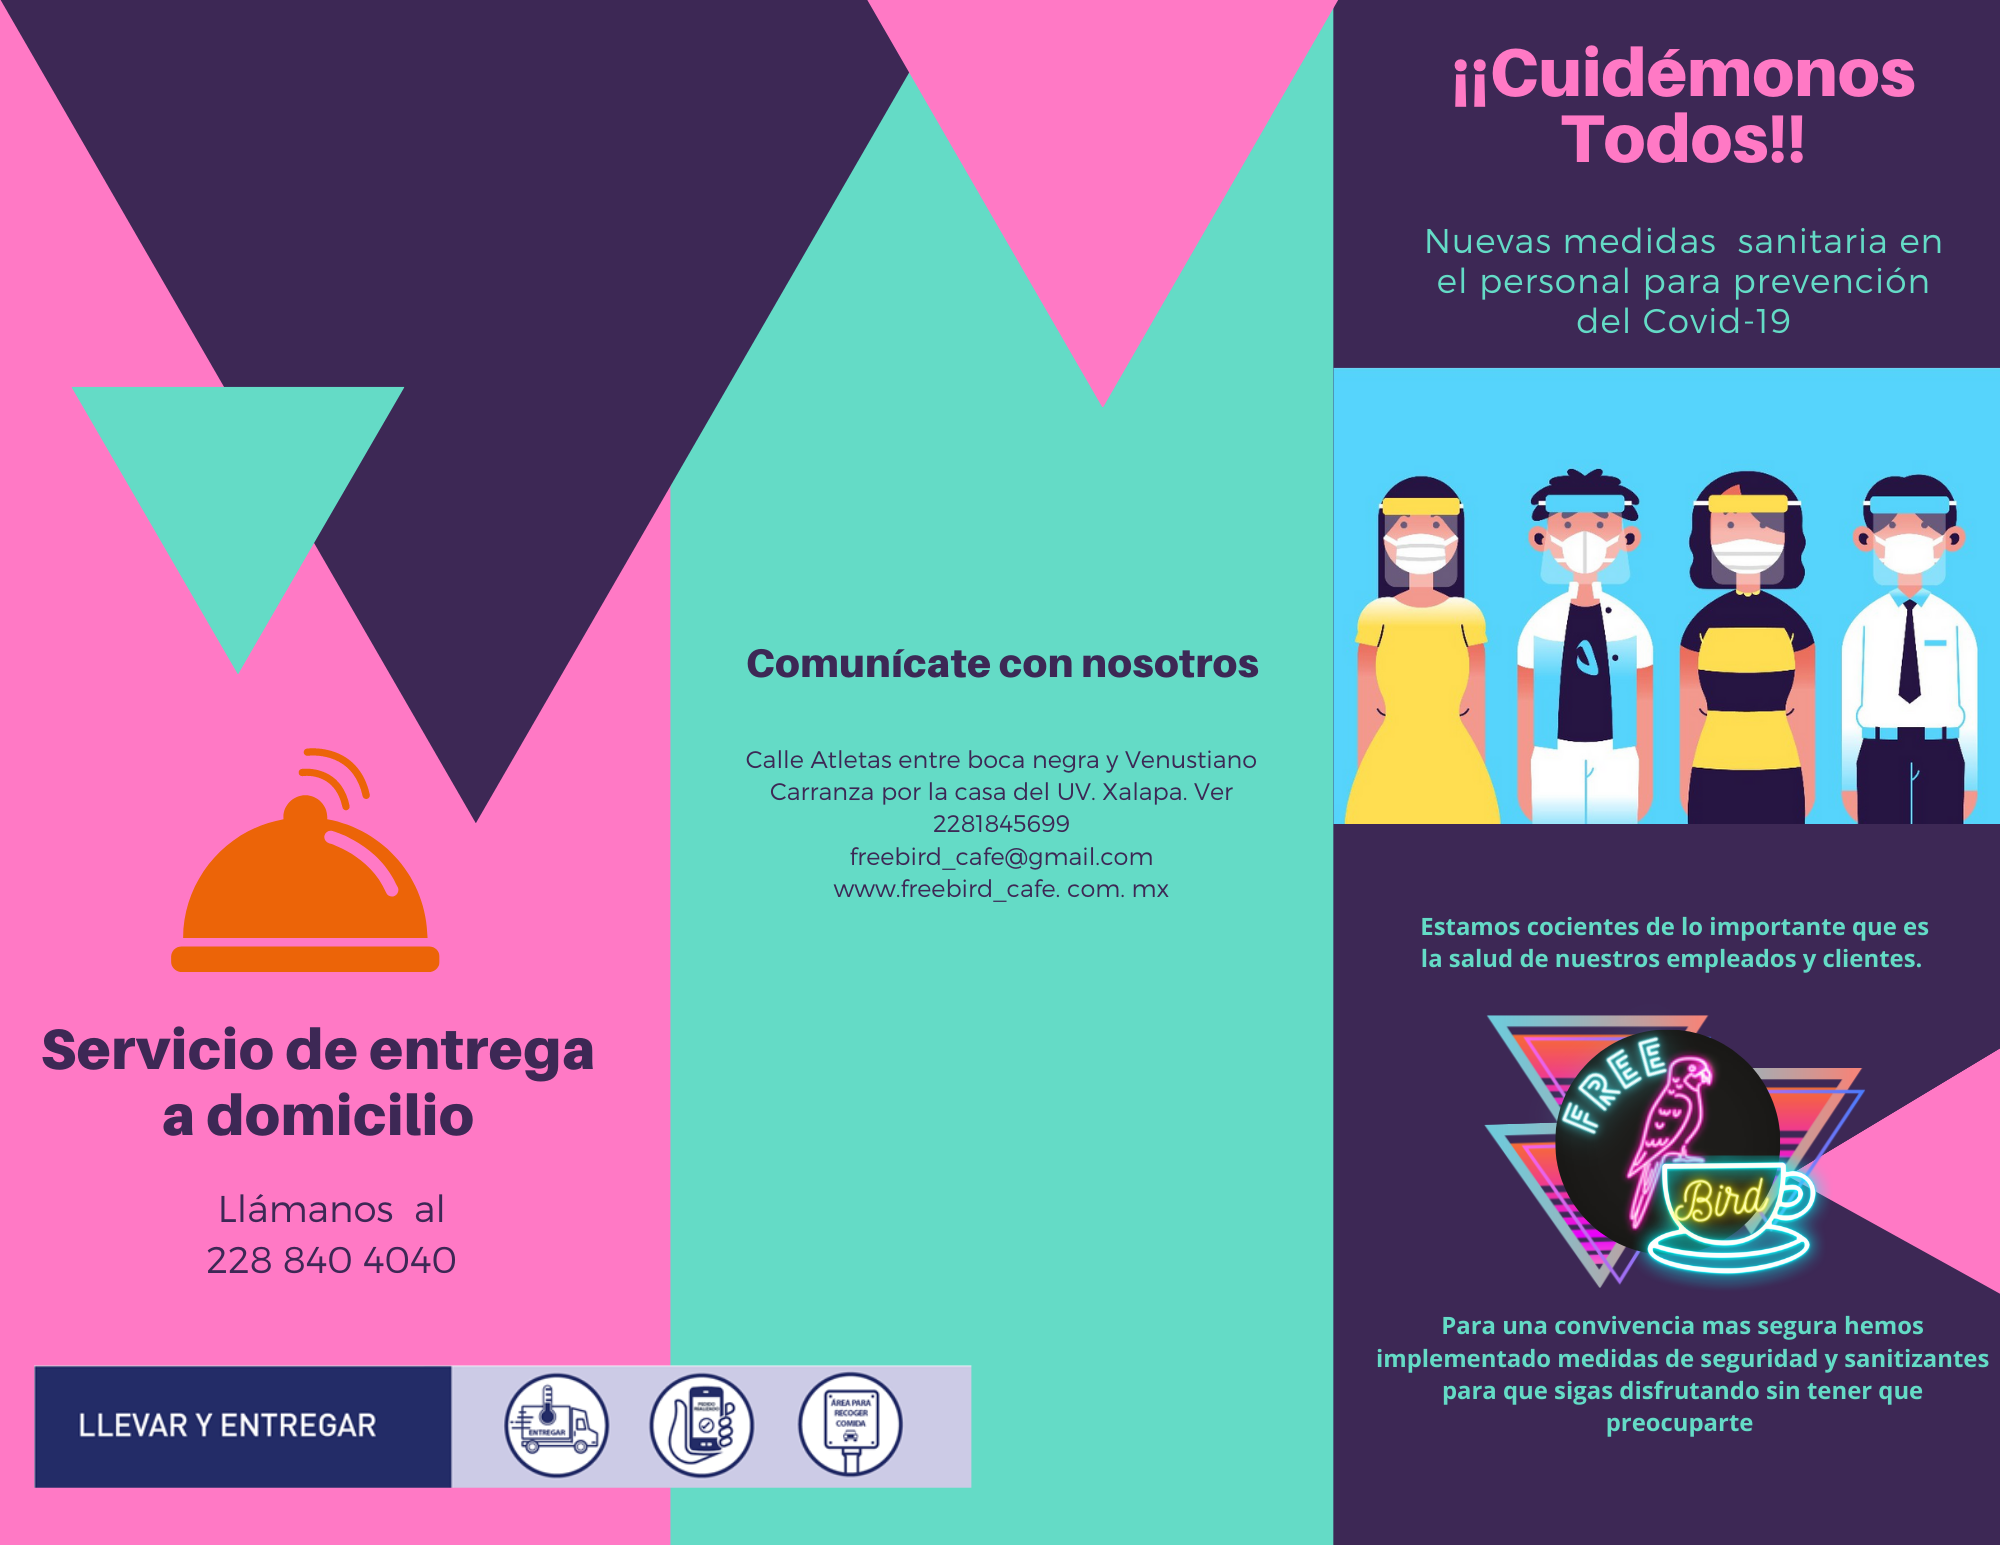 Servicio de entrega
a domicilio
Llámanos  al
228 840 4040
LLEVAR Y ENTREGAR
ENTREGAR
PEDIDO
REALIZADO
ÁREA PARA
RECOGER
COMIDA
Comunícate con nosotros
Calle Atletas entre boca negra y Venustiano
Carranza por la casa del UV. Xalapa. Ver
2281845699
freebird_cafe@gmail.com
www.freebird_cafe. com. mx
¡¡Cuidémonos
Todos!!
Nuevas medidas  sanitaria en
el personal para prevención
del Covid-19
Estamos cocientes de lo importante que es
la salud de nuestros empleados y clientes.
FREE
Bird
Para una convivencia mas segura hemos
implementado medidas de seguridad y sanitizantes
para que sigas disfrutando sin tener que
preocuparte